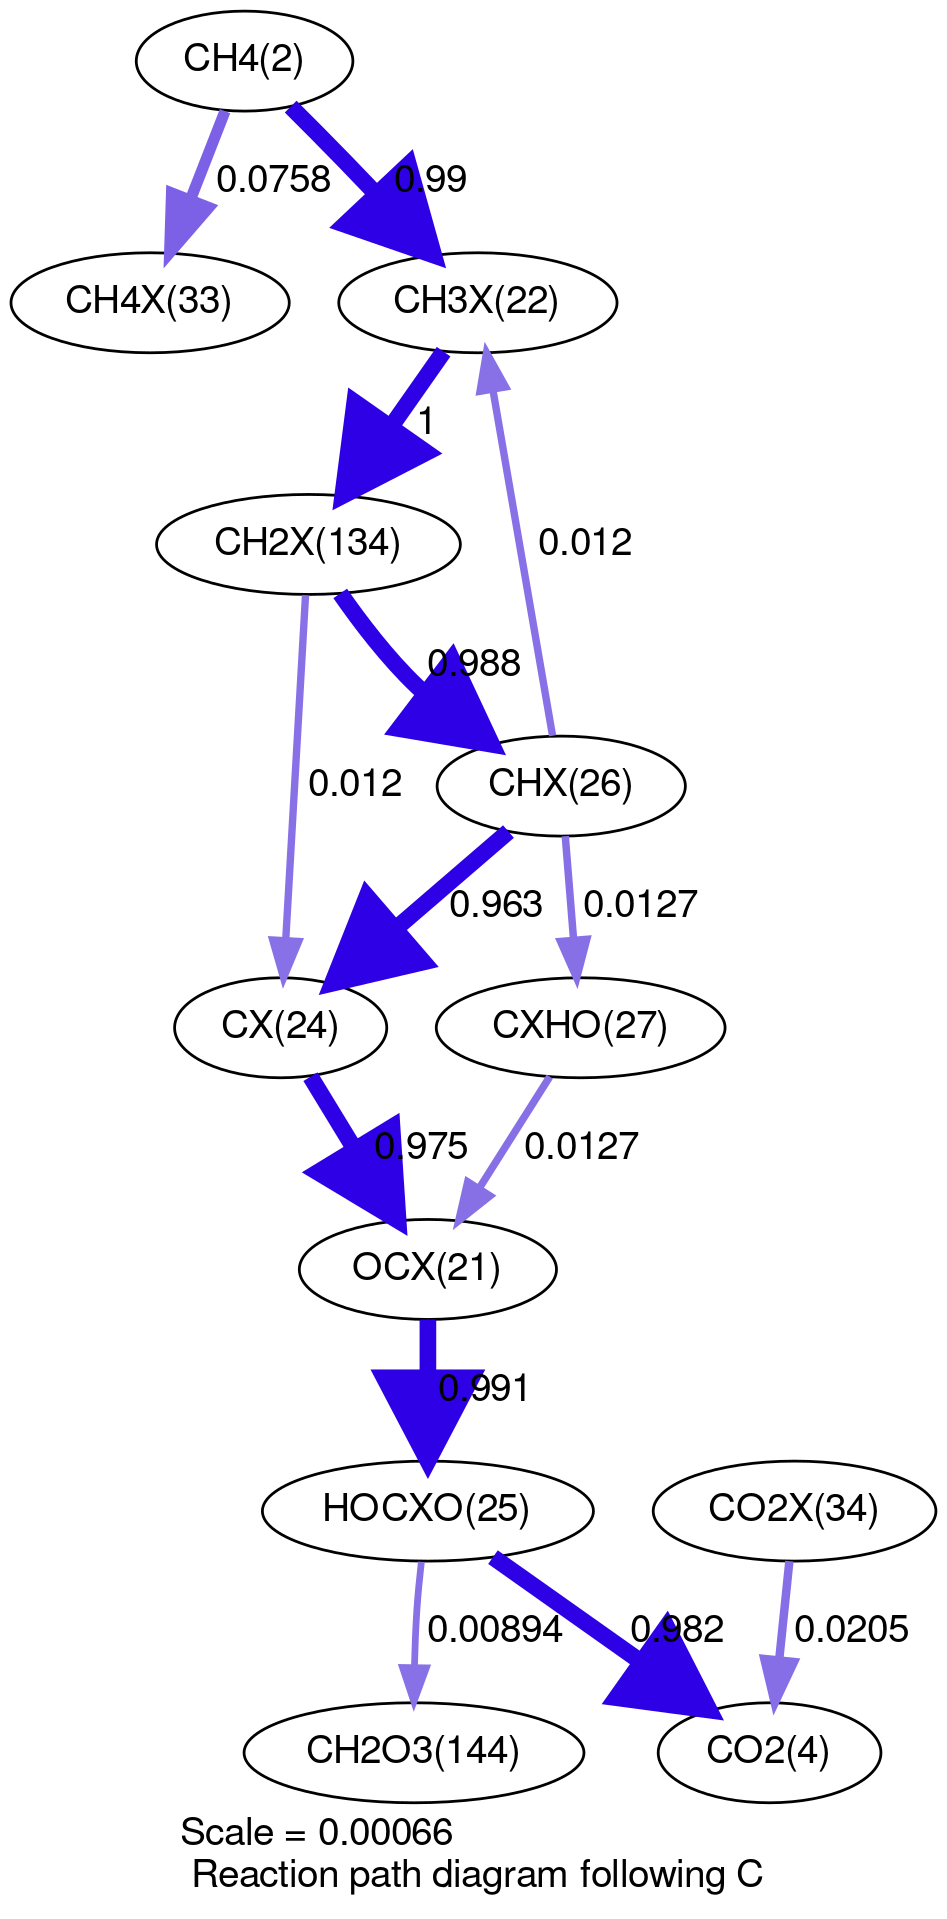 CH4(2)
0.0758
0.99
CH4X(33)
CH3X(22)
1
CH2X(134)
0.012
0.988
0.012
CHX(26)
0.963
0.0127
CX(24)
CXHO(27)
0.975
0.0127
OCX(21)
0.991
HOCXO(25)
CO2X(34)
0.00894
0.982
0.0205
CH2O3(144)
CO2(4)
Scale = 0.00066
Reaction path diagram following C